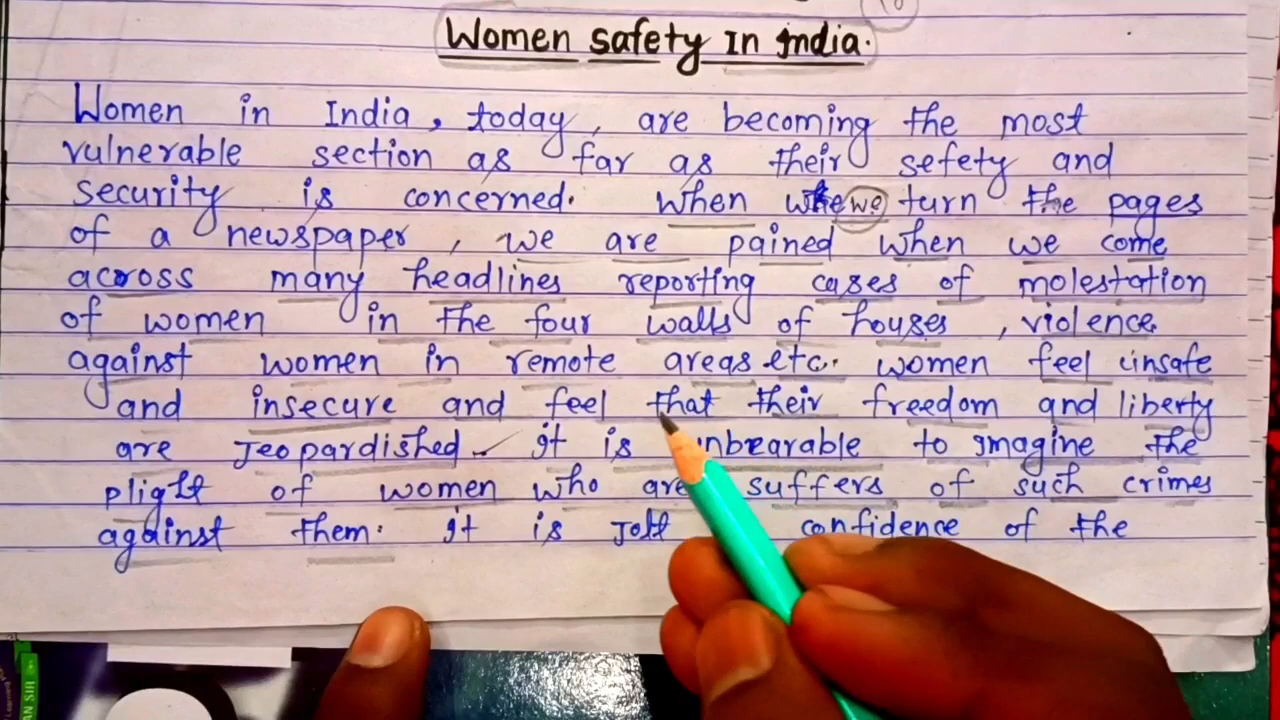 10
Women safety In India.
Women in India, today, are becoming the most
vulnerable section as far as their sefety and
security is concerned. When we turn the pages
of a newspaper, we are pained when we come
across many headlines reporting cases of molestation
of women in the four walls of houses, violence
against women in remote areas etc. women feel unsafe
and insecure and feel that their freedom and liberty
are Jeopardished. It is unbearable to Imagine the
plight of women who are suffers of such crimes
against them. It is Jolt confidence of the
AN SIR